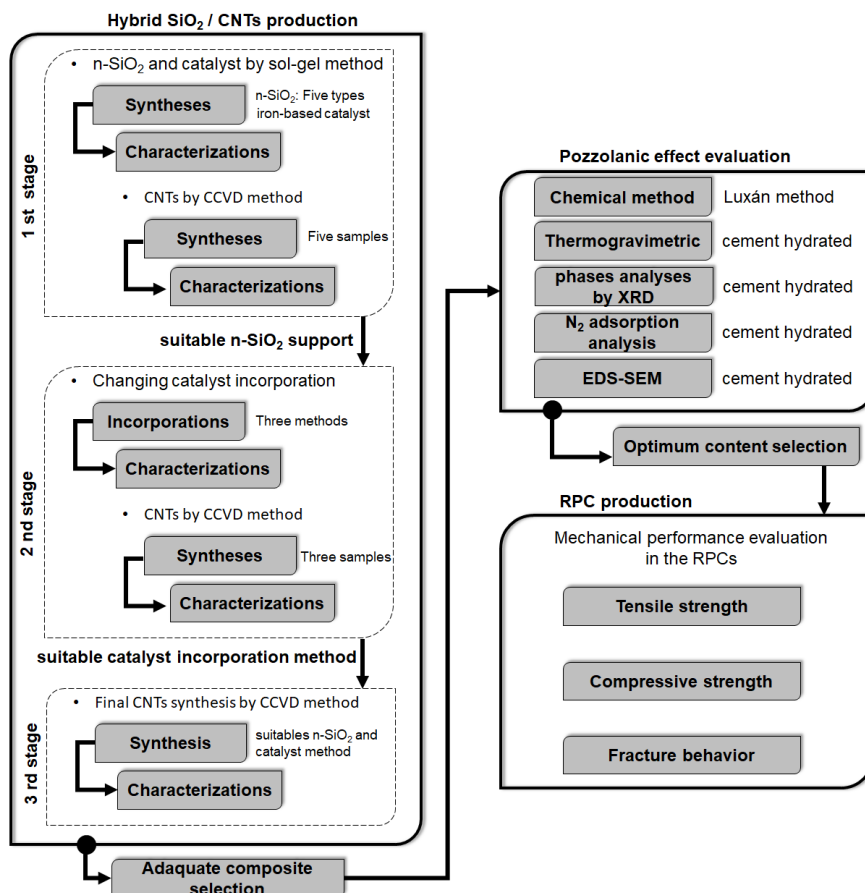 Hybrid SiO₂ / CNTs production
1 st stage
• n-SiO₂ and catalyst by sol-gel method
Syntheses
n-SiO₂: Five types
iron-based catalyst
Characterizations
• CNTs by CCVD method
Syntheses
Five samples
Characterizations
suitable n-SiO₂ support
2 nd stage
• Changing catalyst incorporation
Incorporations
Three methods
Characterizations
• CNTs by CCVD method
Syntheses
Three samples
Characterizations
suitable catalyst incorporation method
3 rd stage
• Final CNTs synthesis by CCVD method
Synthesis
suitables n-SiO₂ and
catalyst method
Characterizations
Adaquate composite
selection
Pozzolanic effect evaluation
Chemical method
Luxán method
Thermogravimetric
cement hydrated
phases analyses
by XRD
cement hydrated
N₂ adsorption
analysis
cement hydrated
EDS-SEM
cement hydrated
Optimum content selection
RPC production
Mechanical performance evaluation
in the RPCs
Tensile strength
Compressive strength
Fracture behavior